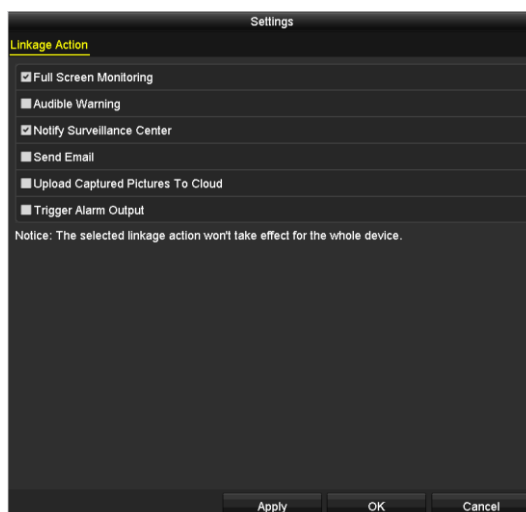 Settings
Linkage Action
Full Screen Monitoring
Audible Warning
Notify Surveillance Center
Send Email
Upload Captured Pictures To Cloud
Trigger Alarm Output
Notice: The selected linkage action won't take effect for the whole device.
Apply OK Cancel